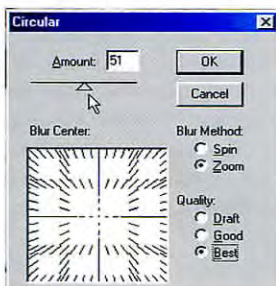 Circular
Amount: 51
OK
Cancel
Blur Center:
Blur Method:
Spin
Zoom
Quality:
Draft
Good
Best